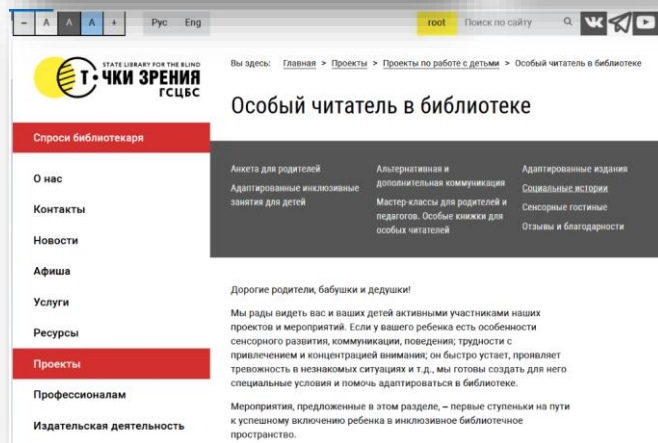 − A A A +
Рус Eng
root
Поиск по сайту
STATE LIBRARY FOR THE BLIND
Т·ЧКИ ЗРЕНИЯ
ГСЦБС
Спроси библиотекаря
О нас
Контакты
Новости
Афиша
Услуги
Ресурсы
Проекты
Профессионалам
Издательская деятельность
Вы здесь: Главная > Проекты > Проекты по работе с детьми > Особый читатель в библиотеке
Особый читатель в библиотеке
Анкета для родителей
Адаптированные инклюзивные
занятия для детей
Альтернативная и
дополнительная коммуникация
Мастер-классы для родителей и
педагогов. Особые книжки для
особых читателей
Адаптированные издания
Социальные истории
Сенсорные гостиные
Отзывы и благодарности
Дорогие родители, бабушки и дедушки!
Мы рады видеть вас и ваших детей активными участниками наших
проектов и мероприятий. Если у вашего ребенка есть особенности
сенсорного развития, коммуникации, поведения; трудности с
привлечением и концентрацией внимания; он быстро устает, проявляет
тревожность в незнакомых ситуациях и т.д., мы готовы создать для него
специальные условия и помочь адаптироваться в библиотеке.
Мероприятия, предложенные в этом разделе, – первые ступеньки на пути
к успешному включению ребенка в инклюзивное библиотечное
пространство.